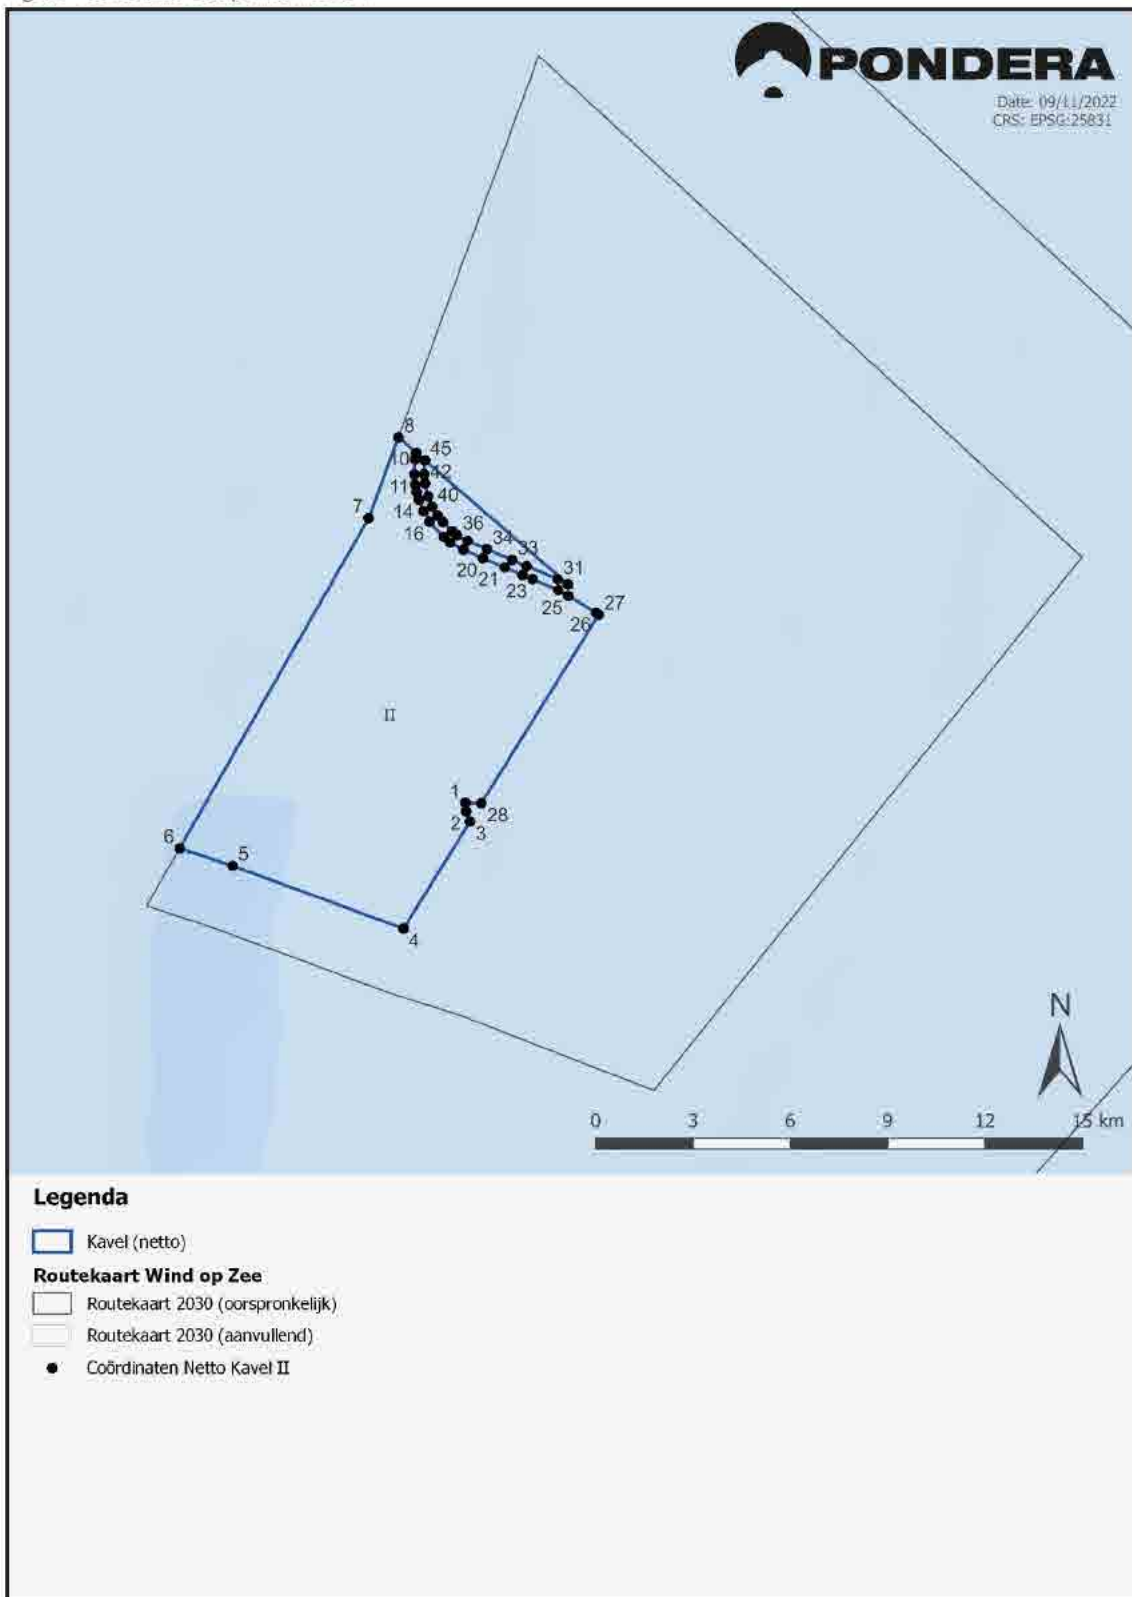 PONDERA
Date: 09/11/2022
CRS: EPSG:25831
8
45
10
42
11
40
7
14
36
16
34
33
20
31
21
23
25
27
26
II
1
28
2
3
6
5
4
N
0 3 6 9 12 15 km
Legenda
Kavel (netto)
Routekaart Wind op Zee
Routekaart 2030 (oorspronkelijk)
Routekaart 2030 (aanvullend)
Coördinaten Netto Kavel II